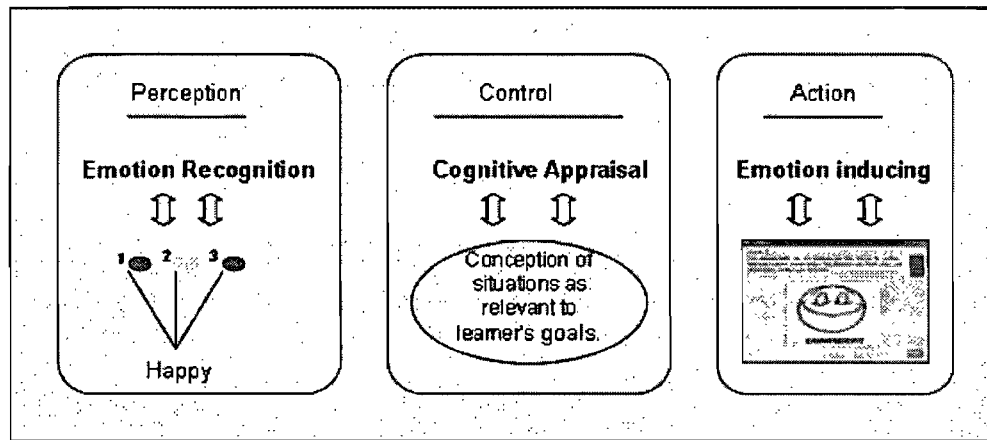 Perception
Emotion Recognition
1 2 3
Happy
Control
Cognitive Appraisal
Conception of
situations as
relevant to
learner's goals.
Action
Emotion inducing